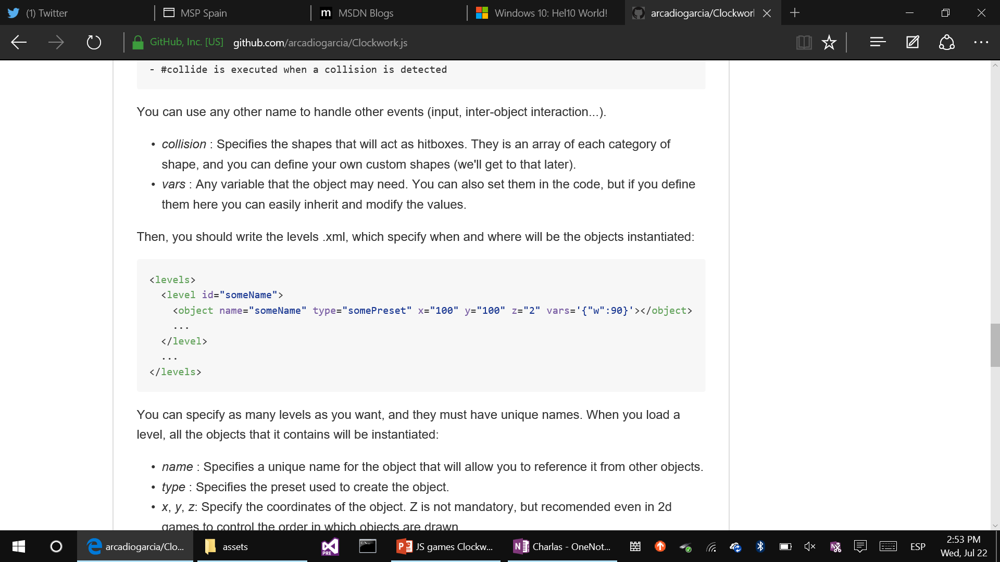 (1) Twitter
MSP Spain
m MSDN Blogs
Windows 10: Hel10 World!
arcadiogarcia/Clockworl
GitHub, Inc. [US]
github.com/arcadiogarcia/Clockwork.js
- #collide is executed when a collision is detected
You can use any other name to handle other events (input, inter-object interaction...).
• collision : Specifies the shapes that will act as hitboxes. They is an array of each category of
shape, and you can define your own custom shapes (we'll get to that later).
• vars : Any variable that the object may need. You can also set them in the code, but if you define
them here you can easily inherit and modify the values.
Then, you should write the levels .xml, which specify when and where will be the objects instantiated:
<levels>
<level id="someName">
<object name="someName" type="somePreset" x="100" y="100" z="2" vars='{"w":90}'></object>
...
</level>
...
</levels>
You can specify as many levels as you want, and they must have unique names. When you load a
level, all the objects that it contains will be instantiated:
• name : Specifies a unique name for the object that will allow you to reference it from other objects.
• type : Specifies the preset used to create the object.
• x, y, z: Specify the coordinates of the object. Z is not mandatory, but recomended even in 2d
games to control the order in which objects are drawn
arcadiogarcia/Clo...
assets
PRE
JS games Clockw...
Charlas - OneNot...
ESP
2:53 PM
Wed, Jul 22